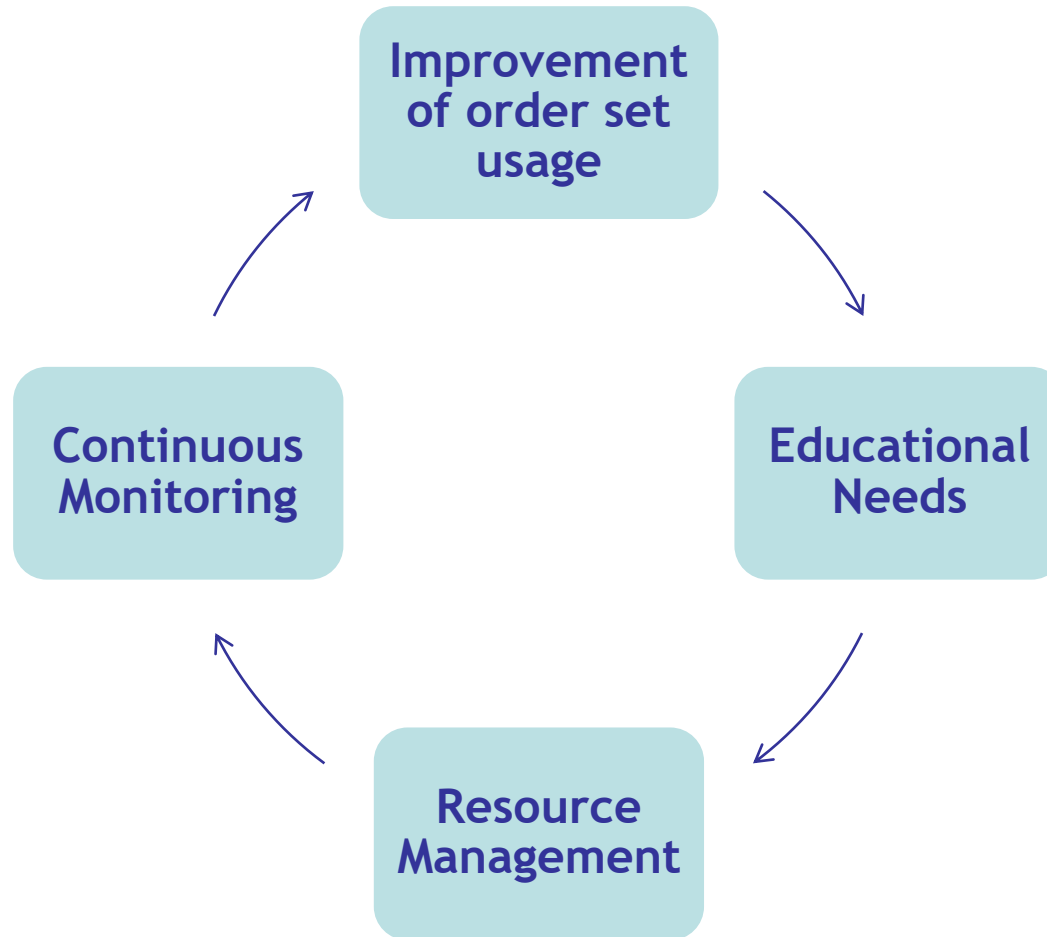 Improvement
of order set
usage
Educational
Needs
Resource
Management
Continuous
Monitoring